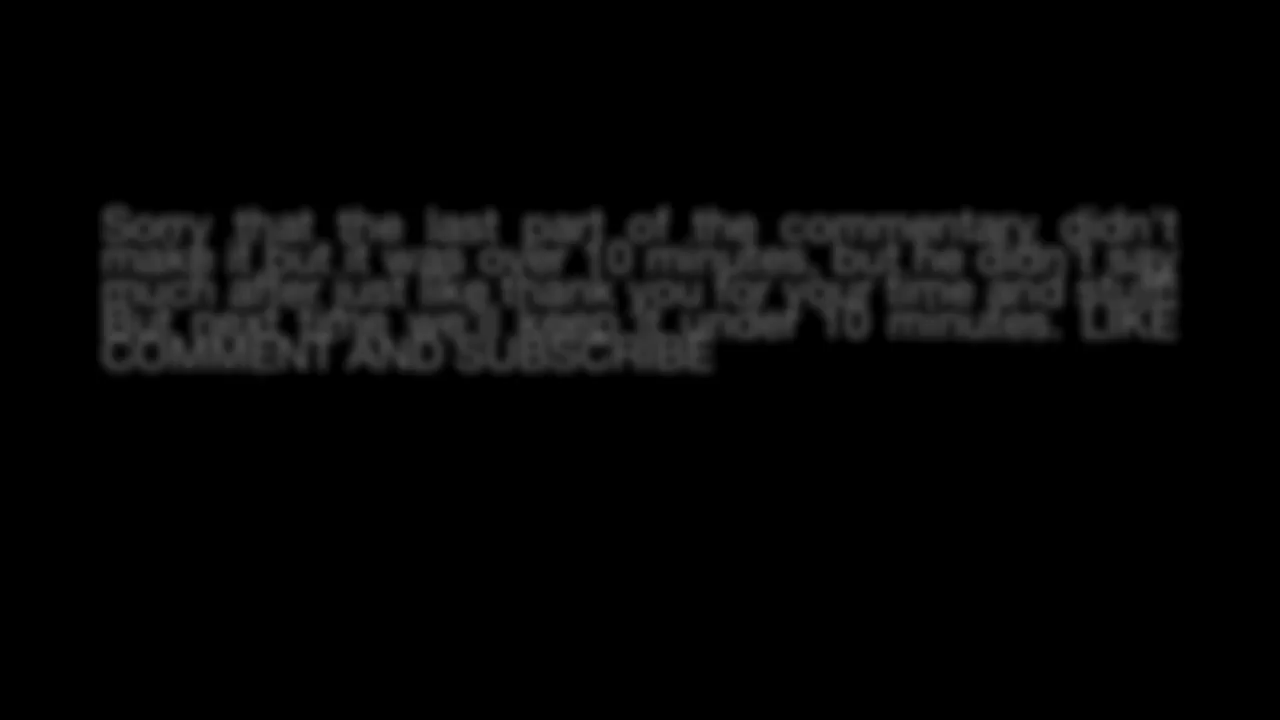 Sorry that the last part of the commentary didn't
make it but it was over 10 minutes, but he didn't say
much after just like thank you for your time and stuff
But next time we'll keep it under 10 minutes. LIKE
COMMENT AND SUBSCRIBE